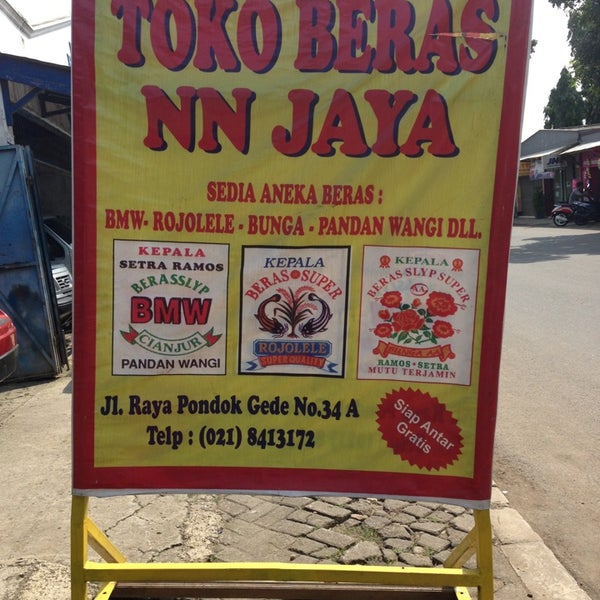 TOKO BERAS
NN JAYA
SEDIA ANEKA BERAS :
BMW- ROJOLELE - BUNGA - PANDAN WANGI DLL.
KEPALA
SETRA RAMOS
BERAS SLYP
BMW
CIANJUR
PANDAN WANGI
KEPALA
BERAS SUPER
ROJOLELE
SUPER QUALITY
KEPALA
BERAS SLYP SUPER
RAMOS - SETRA
MUTU TERJAMIN
Jl. Raya Pondok Gede No.34 A
Telp : (021) 8413172
Siap Antar
Gratis